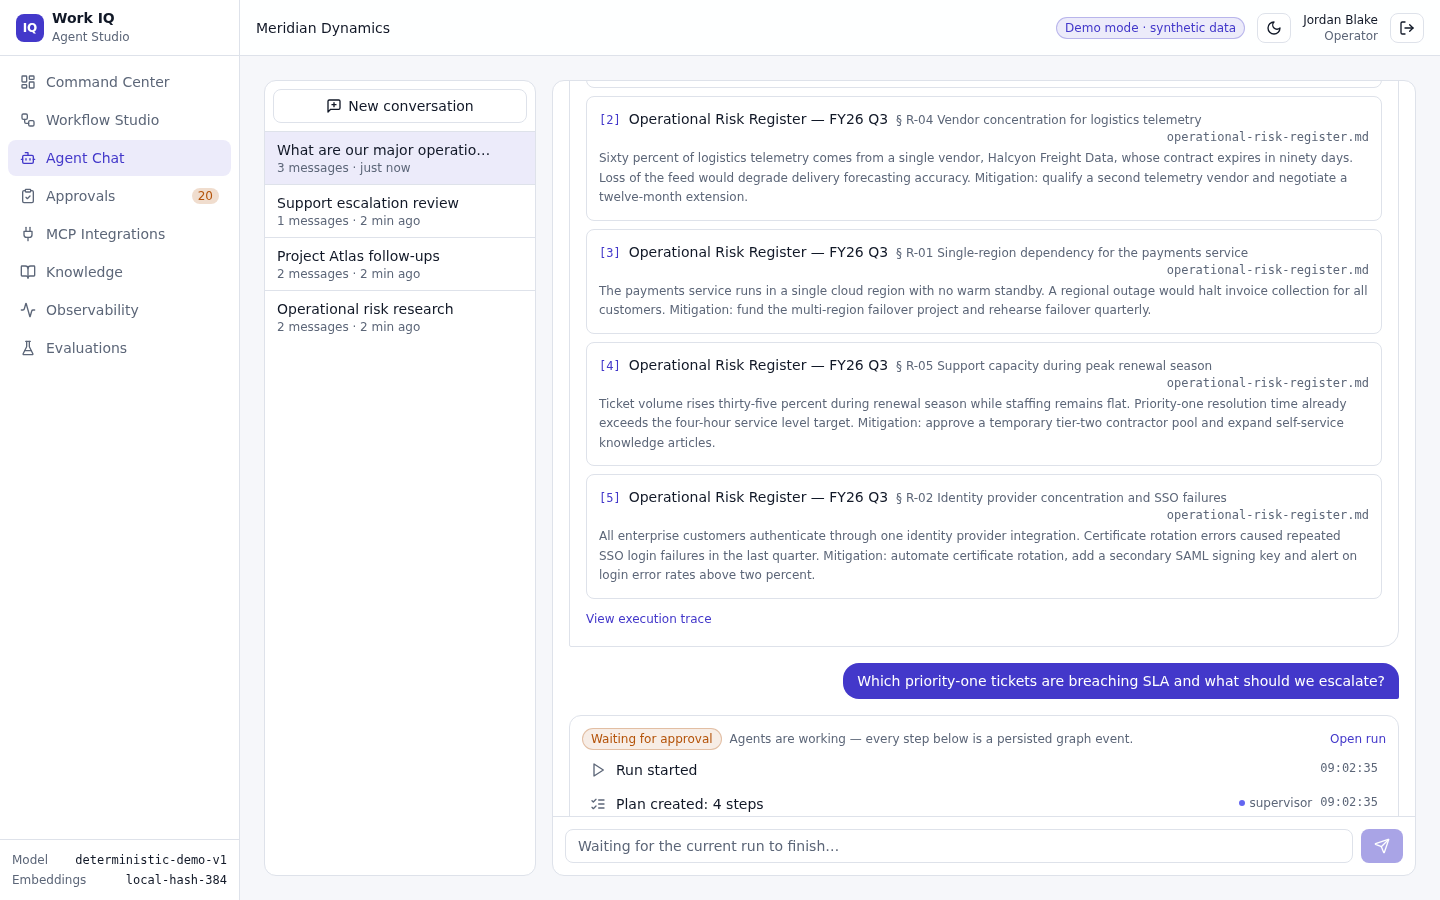 IQ
Work IQ
Agent Studio
Meridian Dynamics
Demo mode · synthetic data
Jordan Blake
Operator
Command Center
Workflow Studio
Agent Chat
Approvals
20
MCP Integrations
Knowledge
Observability
Evaluations
Model
deterministic-demo-v1
Embeddings
local-hash-384
New conversation
What are our major operatio...
3 messages · just now
Support escalation review
1 messages · 2 min ago
Project Atlas follow-ups
2 messages · 2 min ago
Operational risk research
2 messages · 2 min ago
[2] Operational Risk Register — FY26 Q3 § R-04 Vendor concentration for logistics telemetry
operational-risk-register.md
Sixty percent of logistics telemetry comes from a single vendor, Halcyon Freight Data, whose contract expires in ninety days.
Loss of the feed would degrade delivery forecasting accuracy. Mitigation: qualify a second telemetry vendor and negotiate a
twelve-month extension.
[3] Operational Risk Register — FY26 Q3 § R-01 Single-region dependency for the payments service
operational-risk-register.md
The payments service runs in a single cloud region with no warm standby. A regional outage would halt invoice collection for all
customers. Mitigation: fund the multi-region failover project and rehearse failover quarterly.
[4] Operational Risk Register — FY26 Q3 § R-05 Support capacity during peak renewal season
operational-risk-register.md
Ticket volume rises thirty-five percent during renewal season while staffing remains flat. Priority-one resolution time already
exceeds the four-hour service level target. Mitigation: approve a temporary tier-two contractor pool and expand self-service
knowledge articles.
[5] Operational Risk Register — FY26 Q3 § R-02 Identity provider concentration and SSO failures
operational-risk-register.md
All enterprise customers authenticate through one identity provider integration. Certificate rotation errors caused repeated
SSO login failures in the last quarter. Mitigation: automate certificate rotation, add a secondary SAML signing key and alert on
login error rates above two percent.
View execution trace
Which priority-one tickets are breaching SLA and what should we escalate?
Waiting for approval
Agents are working — every step below is a persisted graph event.
Open run
Run started
09:02:35
Plan created: 4 steps
supervisor
09:02:35
Waiting for the current run to finish...